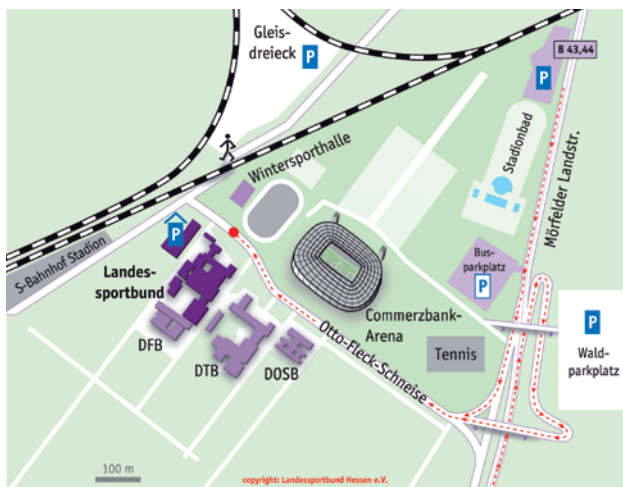 Gleis-
dreieck
P
B 43,44
P
Wintersporthalle
Stadionbad
Mörfelder Landstr.
P
S-Bahnhof Stadion
Landes-
sportbund
Bus-
parkplatz
P
Commerzbank-
Arena
Otto-Fleck-Schneise
Tennis
P
Wald-
parkplatz
DFB
DTB
DOSB
100 m
copyright: Landessportbund Hessen e.V.